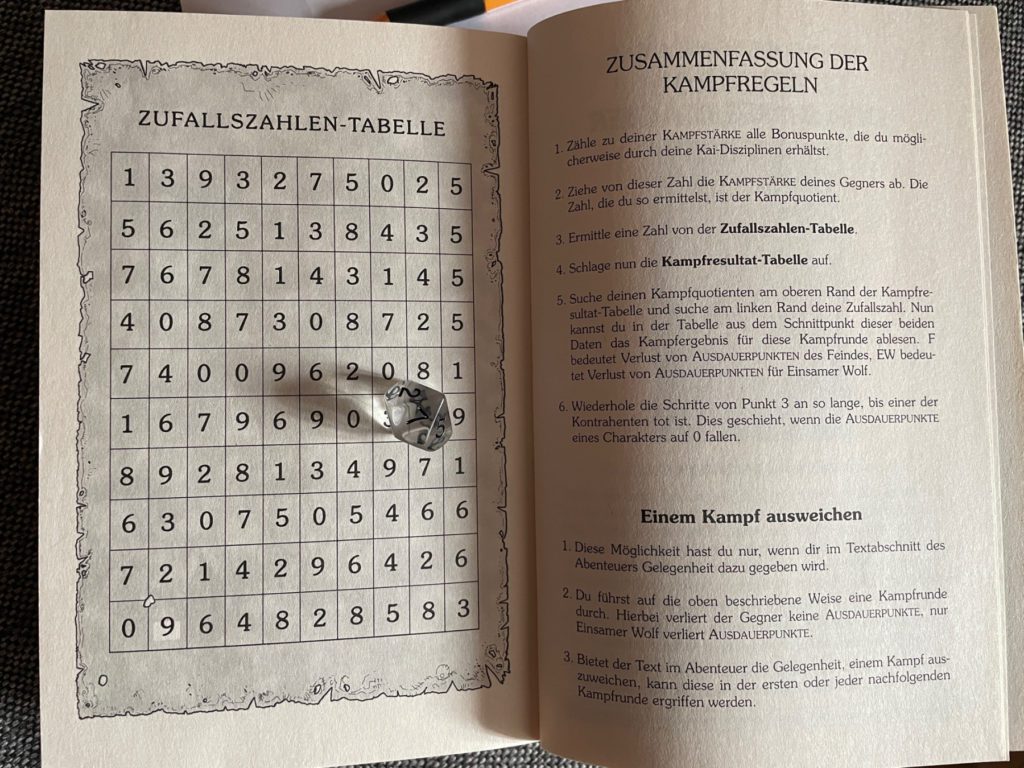 ZUFALLSZAHLEN-TABELLE
1 3 9 3 2 7 5 0 2 5
5 6 2 5 1 3 8 4 3 5
7 6 7 8 1 4 3 1 4 5
4 0 8 7 3 0 8 7 2 5
7 4 0 0 9 6 2 0 8 1
1 6 7 9 6 9 0 9
8 9 2 8 1 3 4 9 7 1
6 3 0 7 5 0 5 4 6 6
7 2 1 4 2 9 6 4 2 6
0 9 6 4 8 2 8 5 8 3
ZUSAMMENFASSUNG DER
KAMPFREGELN
1. Zähle zu deiner KAMPFSTÄRKE alle Bonuspunkte, die du mögli-
cherweise durch deine Kai-Disziplinen erhältst.
2. Ziehe von dieser Zahl die KAMPFSTÄRKE deines Gegners ab. Die
Zahl, die du so ermittelst, ist der Kampfquotient.
3. Ermittle eine Zahl von der Zufallszahlen-Tabelle.
4. Schlage nun die Kampfresultat-Tabelle auf.
5. Suche deinen Kampfquotienten am oberen Rand der Kampfre-
sultat-Tabelle und suche am linken Rand deine Zufallszahl. Nun
kannst du in der Tabelle aus dem Schnittpunkt dieser beiden
Daten das Kampfergebnis für diese Kampfrunde ablesen. F
bedeutet Verlust von AUSDAUERPUNKTEN des Feindes, EW bedeu-
tet Verlust von AUSDAUERPUNKTEN für Einsamer Wolf.
6. Wiederhole die Schritte von Punkt 3 an so lange, bis einer der
Kontrahenten tot ist. Dies geschieht, wenn die AUSDAUERPUNKTE
eines Charakters auf 0 fallen.
Einem Kampf ausweichen
1. Diese Möglichkeit hast du nur, wenn dir im Textabschnitt des
Abenteuers Gelegenheit dazu gegeben wird.
2. Du führst auf die oben beschriebene Weise eine Kampfrunde
durch. Hierbei verliert der Gegner keine AUSDAUERPUNKTE, nur
Einsamer Wolf verliert AUSDAUERPUNKTE.
3. Bietet der Text im Abenteuer die Gelegenheit, einem Kampf aus-
zuweichen, kann diese in der ersten oder jeder nachfolgenden
Kampfrunde ergriffen werden.